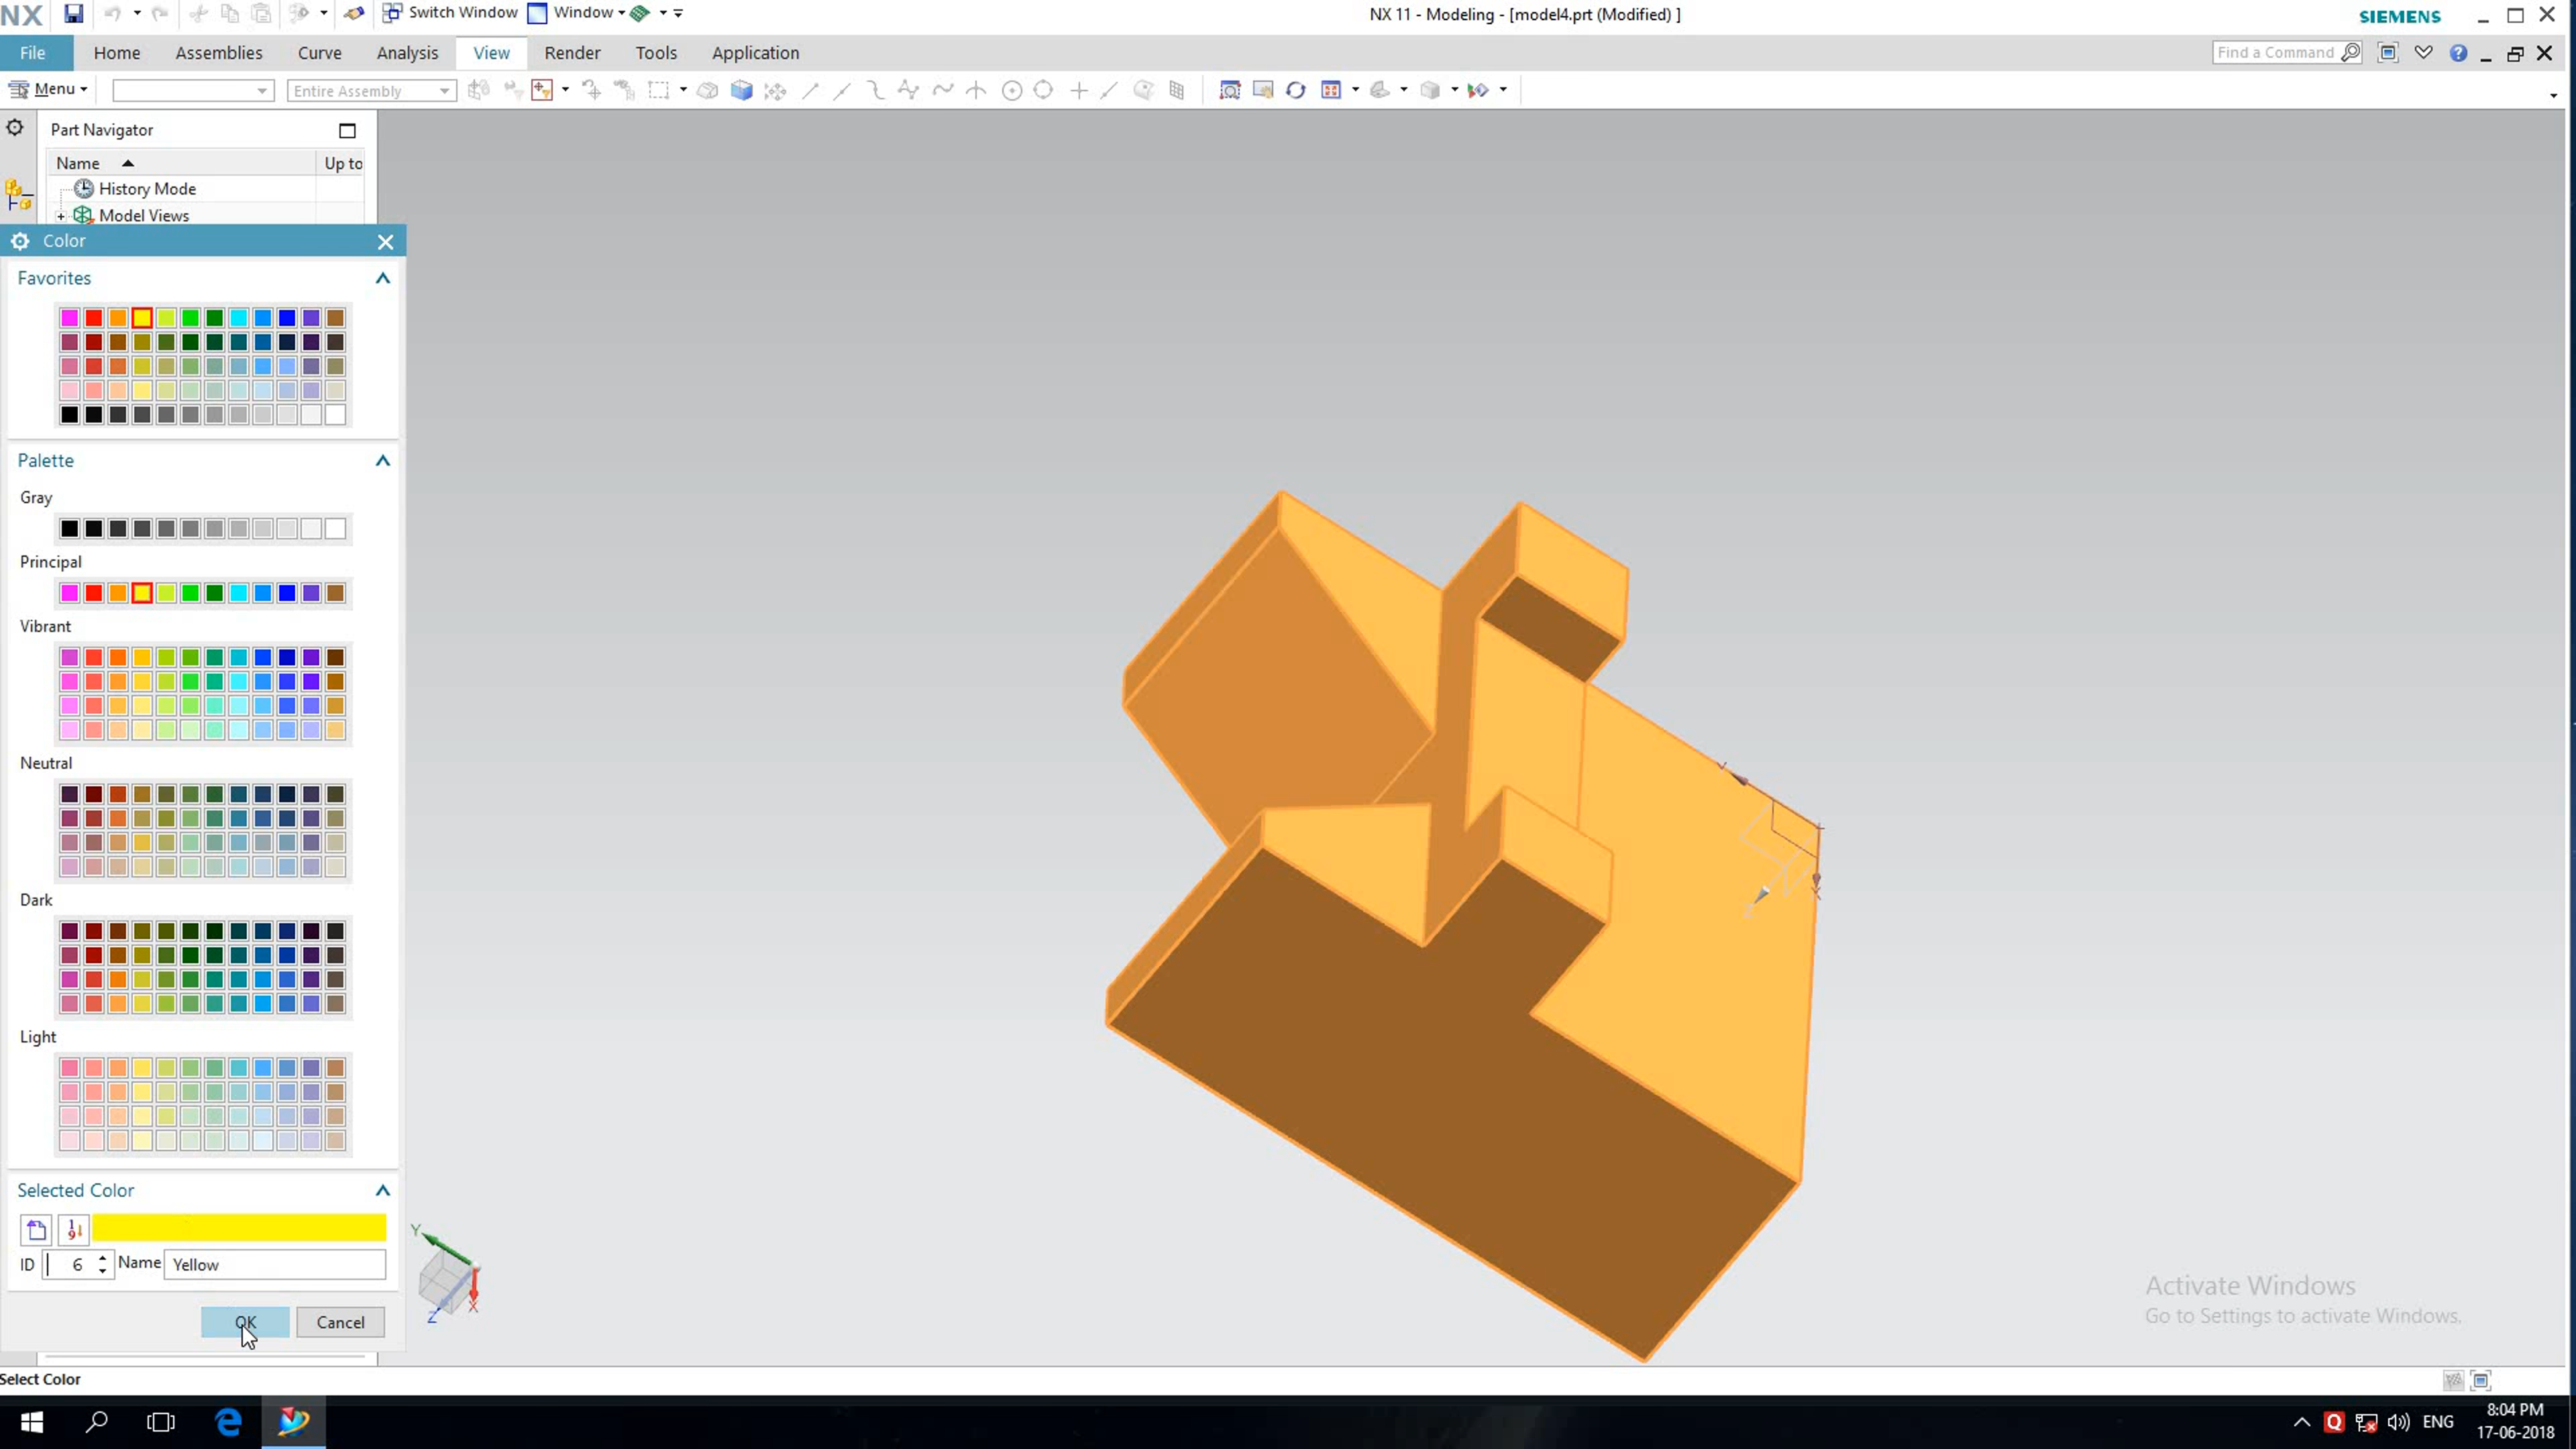 NX
Switch Window
Window
NX 11 - Modeling - [model4.prt (Modified) ]
SIEMENS
File
Home
Assemblies
Curve
Analysis
View
Render
Tools
Application
Find a Command
Menu
Entire Assembly
Part Navigator
Name
Up to
History Mode
Model Views
Color
Favorites
Palette
Gray
Principal
Vibrant
Neutral
Dark
Light
Selected Color
ID 6 Name Yellow
OK
Cancel
Y
Z
X
Activate Windows
Go to Settings to activate Windows.
Select Color
ENG
8:04 PM
17-06-2018